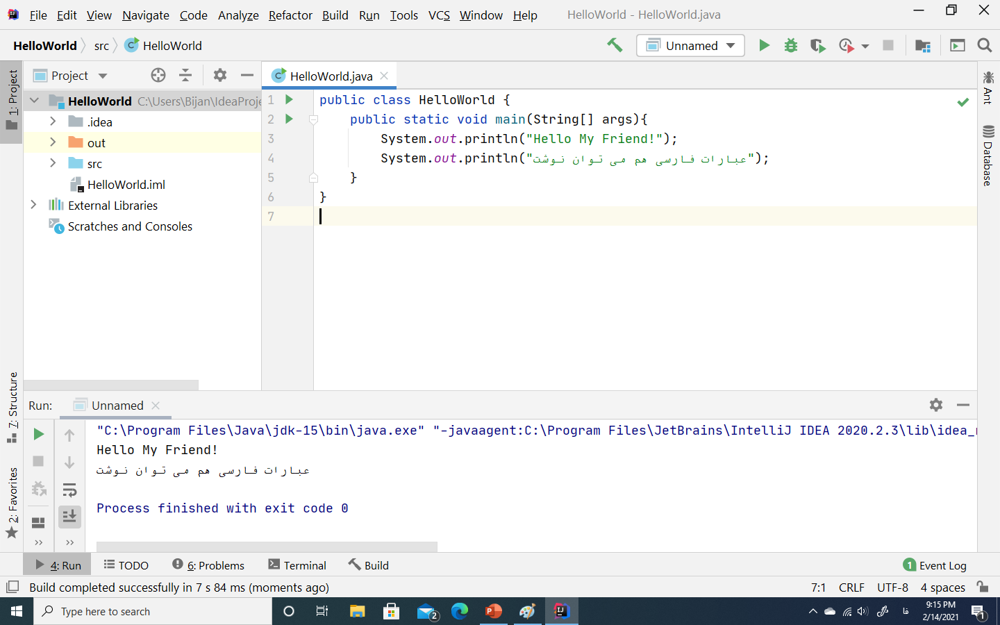 File Edit View Navigate Code Analyze Refactor Build Run Tools VCS Window Help HelloWorld - HelloWorld.java
HelloWorld src HelloWorld Unnamed
1: Project
Project
HelloWorld C:\Users\Bijan\IdeaProje
.idea
out
src
HelloWorld.iml
External Libraries
Scratches and Consoles
HelloWorld.java
1 public class HelloWorld {
2 public static void main(String[] args){
3 System.out.println("Hello My Friend!");
4 System.out.println("عبارات فارسی هم می توان نوشت");
5 }
6 }
7
Ant
Database
7: Structure
2: Favorites
Run: Unnamed
"C:\Program Files\Java\jdk-15\bin\java.exe" "-javaagent:C:\Program Files\JetBrains\IntelliJ IDEA 2020.2.3\lib\idea_r
Hello My Friend!
عبارات فارسی هم می توان نوشت
Process finished with exit code 0
4: Run TODO 6: Problems Terminal Build 1 Event Log
Build completed successfully in 7 s 84 ms (moments ago) 7:1 CRLF UTF-8 4 spaces
Type here to search 2 فا 9:15 PM 1
2/14/2021